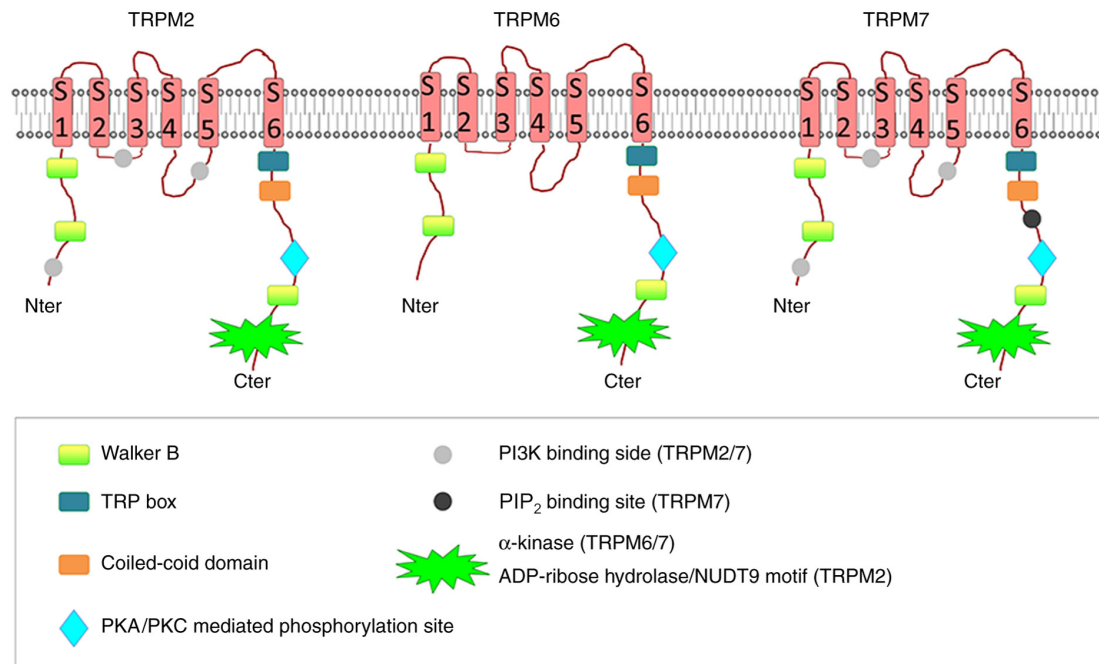 TRPM2 TRPM6 TRPM7
S 1 S 2 S 3 S 4 S 5 S 6 S 1 S 2 S 3 S 4 S 5 S 6 S 1 S 2 S 3 S 4 S 5 S 6
Nter Nter Nter
Cter Cter Cter
Walker B
TRP box
Coiled-coid domain
PKA/PKC mediated phosphorylation site
PI3K binding side (TRPM2/7)
PIP2 binding site (TRPM7)
α-kinase (TRPM6/7)
ADP-ribose hydrolase/NUDT9 motif (TRPM2)